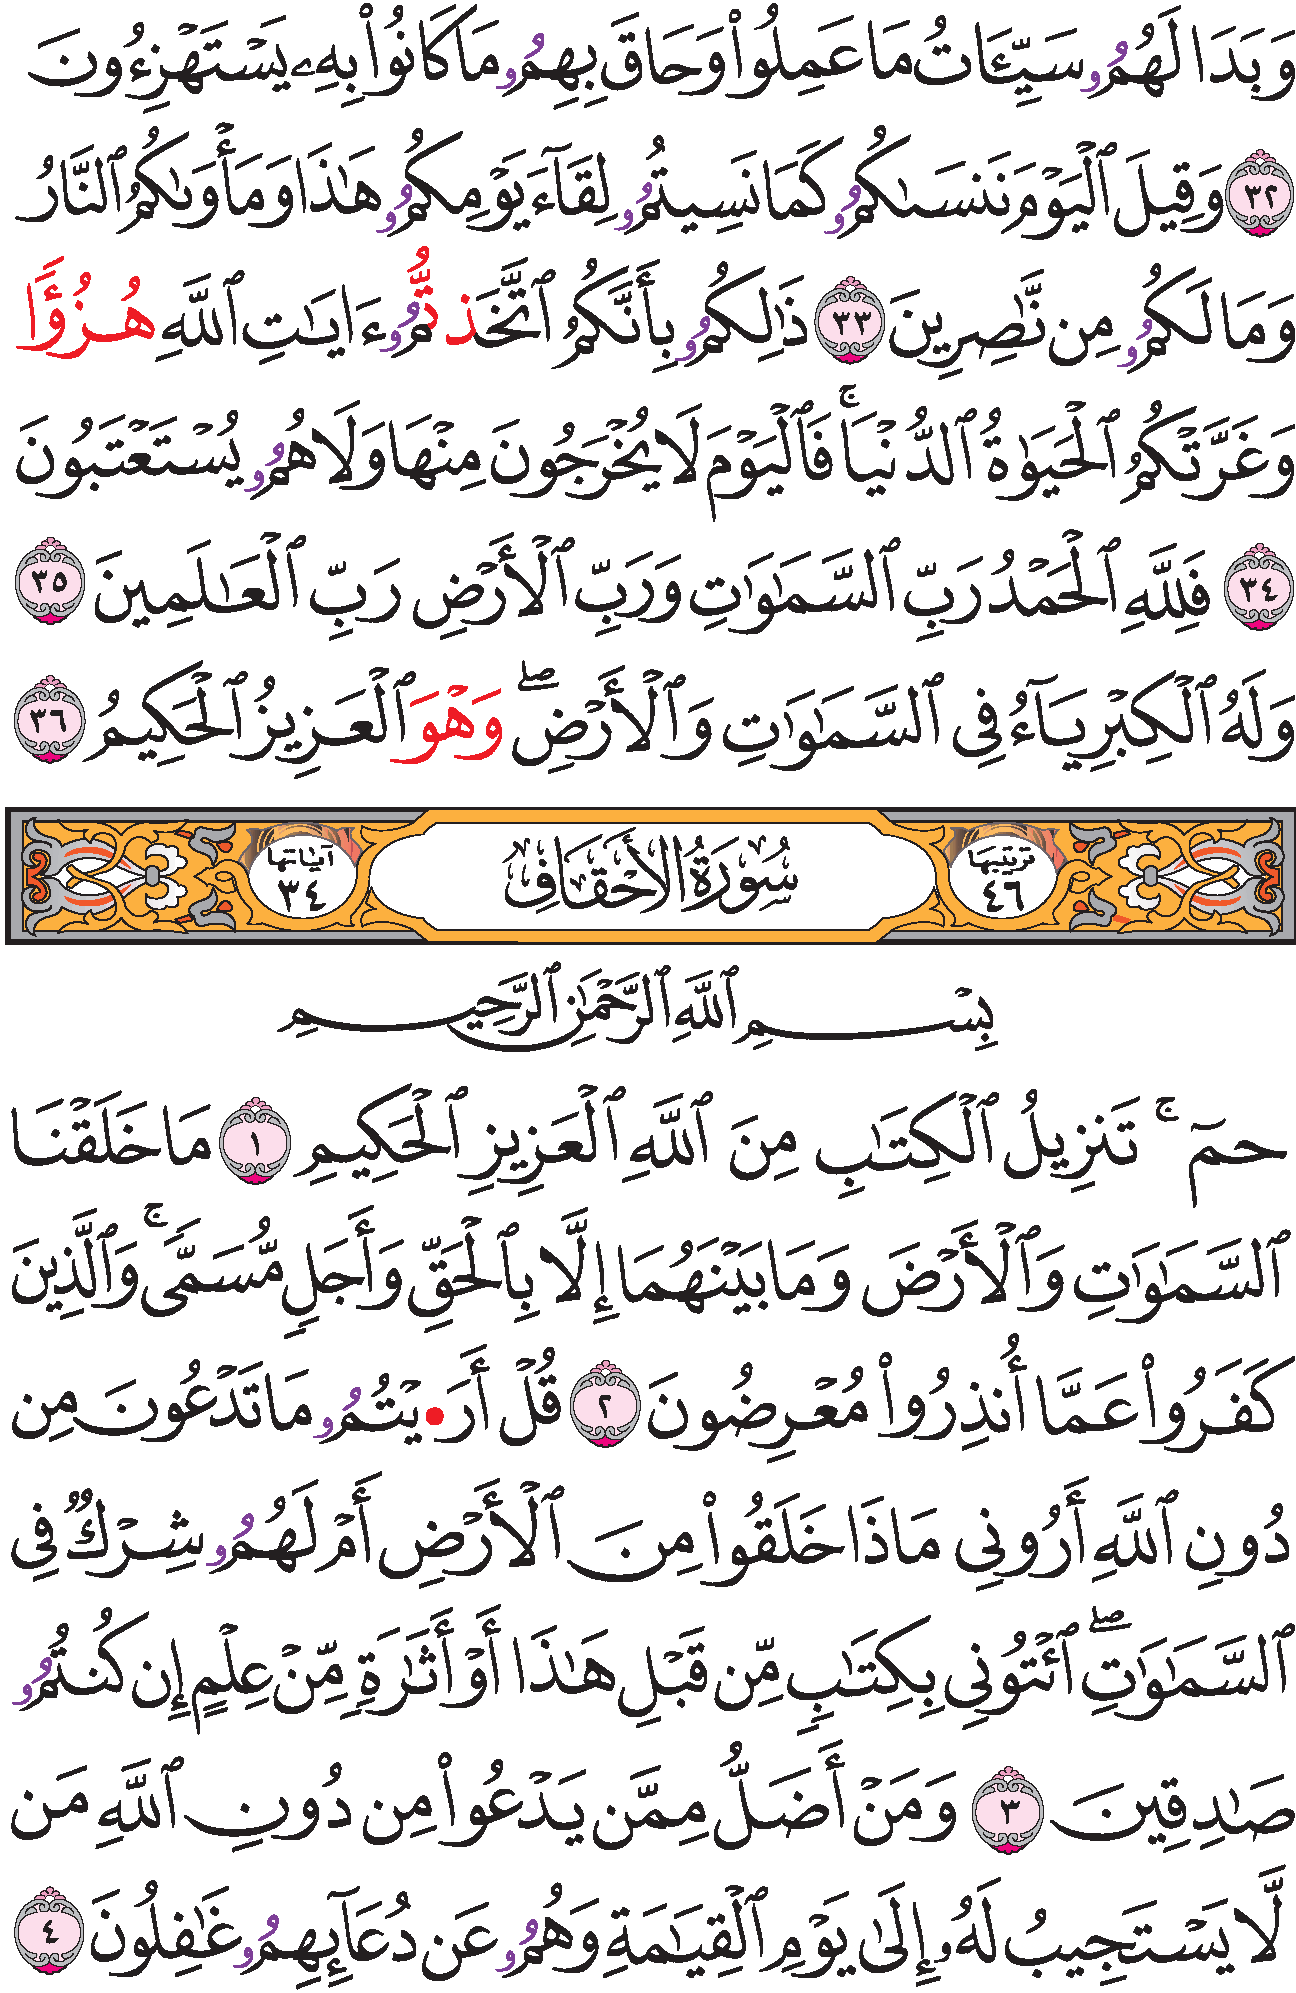 وَبَدَا لَهُمُۥ سَيِّـَٔاتُ مَا عَمِلُوا۟ وَحَاقَ بِهِمُۥ مَا كَانُوا۟ بِهِۦ يَسْتَهْزِءُونَ
٣٢ وَقِيلَ ٱلْيَوْمَ نَنسَىٰكُمُۥ كَمَا نَسِيتُمُۥ لِقَآءَ يَوْمِكُمُۥ هَـٰذَا وَمَأْوَىٰكُمُ ٱلنَّارُ
وَمَا لَكُمُۥ مِن نَّـٰصِرِينَ ٣٣ ذَٰلِكُمُۥ بِأَنَّكُمُ ٱتَّخَذتُّمُۥ ءَايَـٰتِ ٱللَّهِ هُزُؤًا
وَغَرَّتْكُمُ ٱلْحَيَوٰةُ ٱلدُّنْيَا ۚ فَٱلْيَوْمَ لَا يُخْرَجُونَ مِنْهَا وَلَا هُمُۥ يُسْتَعْتَبُونَ
٣٤ فَلِلَّهِ ٱلْحَمْدُ رَبِّ ٱلسَّمَـٰوَٰتِ وَرَبِّ ٱلْأَرْضِ رَبِّ ٱلْعَـٰلَمِينَ ٣٥
وَلَهُ ٱلْكِبْرِيَآءُ فِى ٱلسَّمَـٰوَٰتِ وَٱلْأَرْضِ ۖ وَهْوَ ٱلْعَزِيزُ ٱلْحَكِيمُ ٣٦
ترتيبها ٤٦ سُورَةُ الأَحْقَافِ آياتها ٣٤
بِسْمِ ٱللَّهِ ٱلرَّحْمَـٰنِ ٱلرَّحِيمِ
حمٓ ۚ تَنزِيلُ ٱلْكِتَـٰبِ مِنَ ٱللَّهِ ٱلْعَزِيزِ ٱلْحَكِيمِ ١ مَا خَلَقْنَا
ٱلسَّمَـٰوَٰتِ وَٱلْأَرْضَ وَمَا بَيْنَهُمَا إِلَّا بِٱلْحَقِّ وَأَجَلٍ مُّسَمًّى ۚ وَٱلَّذِينَ
كَفَرُوا۟ عَمَّا أُنذِرُوا۟ مُعْرِضُونَ ٢ قُلْ أَرَ•يْتُمُۥ مَا تَدْعُونَ مِن
دُونِ ٱللَّهِ أَرُونِى مَاذَا خَلَقُوا۟ مِنَ ٱلْأَرْضِ أَمْ لَهُمُۥ شِرْكٌ فِى
ٱلسَّمَـٰوَٰتِ ۖ ٱئْتُونِى بِكِتَـٰبٍ مِّن قَبْلِ هَـٰذَا أَوْ أَثَـٰرَةٍ مِّنْ عِلْمٍ إِن كُنتُمُۥ
صَـٰدِقِينَ ٣ وَمَنْ أَضَلُّ مِمَّن يَدْعُوا۟ مِن دُونِ ٱللَّهِ مَن
لَّا يَسْتَجِيبُ لَهُۥ إِلَىٰ يَوْمِ ٱلْقِيَـٰمَةِ وَهُمُۥ عَن دُعَآئِهِمُۥ غَـٰفِلُونَ ٤